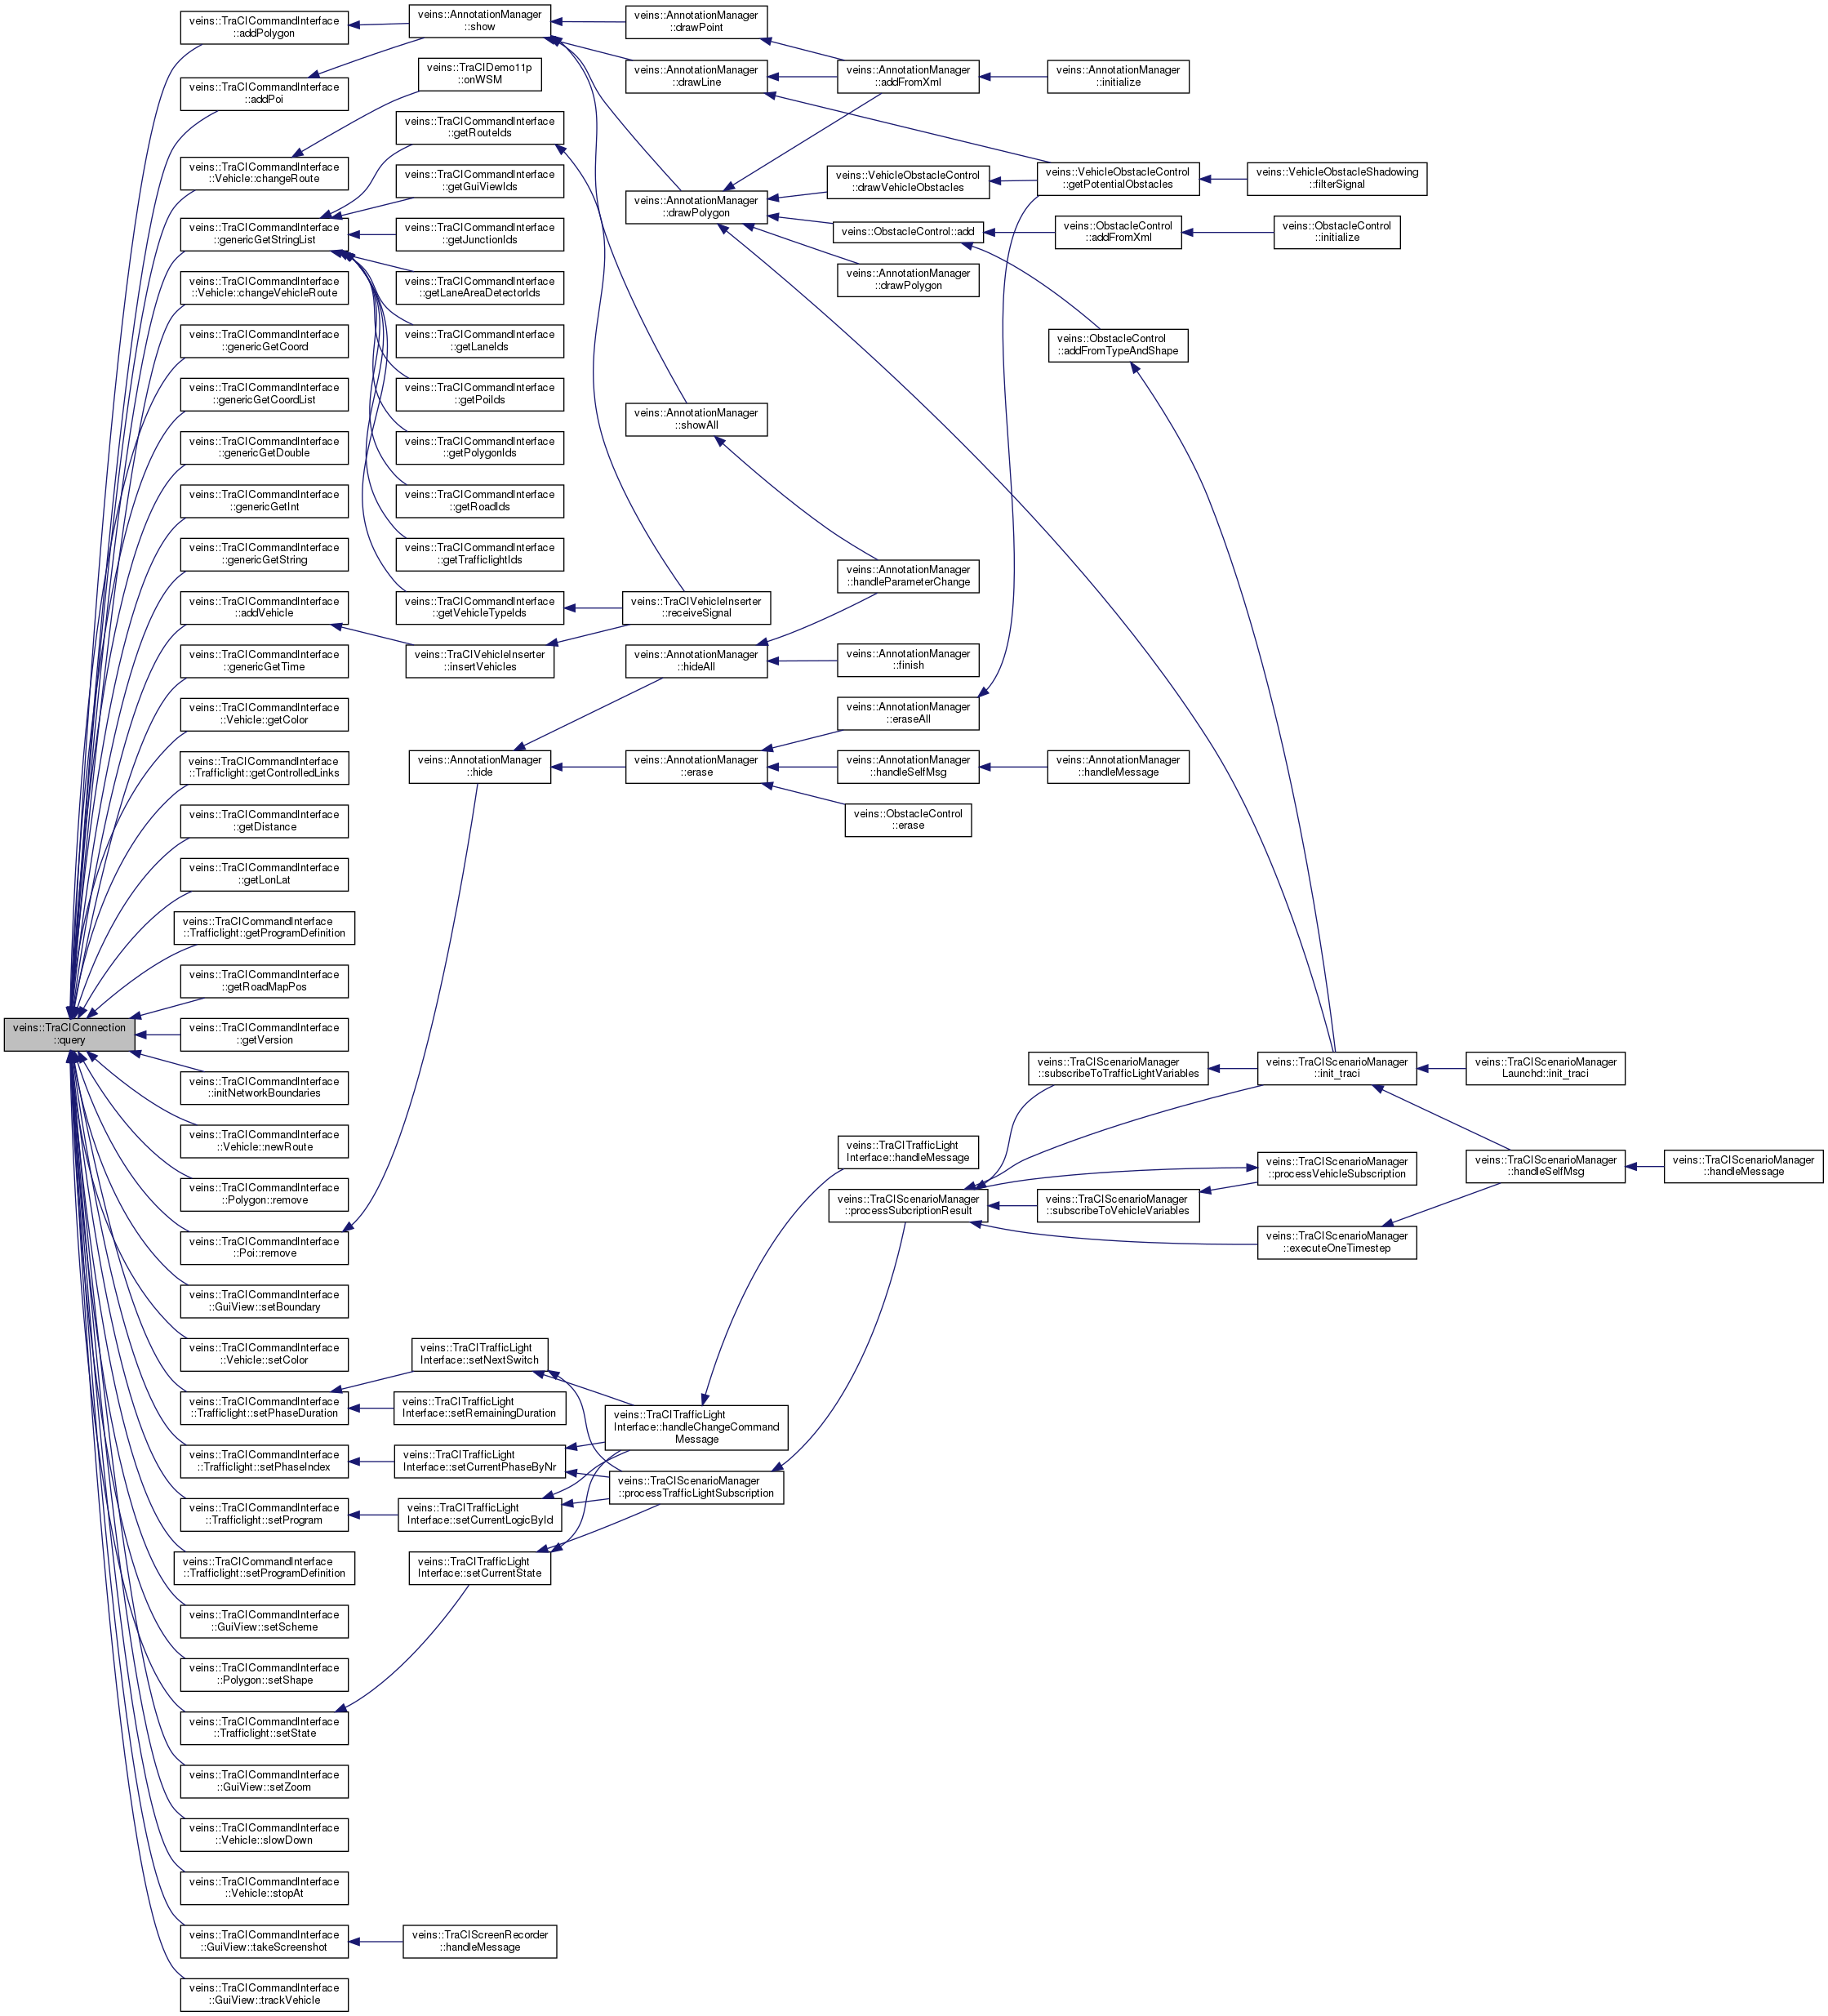 veins::TraCIConnection
::query
veins::TraCICommandInterface
::addPolygon
veins::TraCICommandInterface
::addPoi
veins::TraCICommandInterface
::Vehicle::changeRoute
veins::TraCICommandInterface
::genericGetStringList
veins::TraCICommandInterface
::Vehicle::changeVehicleRoute
veins::TraCICommandInterface
::genericGetCoord
veins::TraCICommandInterface
::genericGetCoordList
veins::TraCICommandInterface
::genericGetDouble
veins::TraCICommandInterface
::genericGetInt
veins::TraCICommandInterface
::genericGetString
veins::TraCICommandInterface
::addVehicle
veins::TraCICommandInterface
::genericGetTime
veins::TraCICommandInterface
::Vehicle::getColor
veins::TraCICommandInterface
::Trafficlight::getControlledLinks
veins::TraCICommandInterface
::getDistance
veins::TraCICommandInterface
::getLonLat
veins::TraCICommandInterface
::Trafficlight::getProgramDefinition
veins::TraCICommandInterface
::getRoadMapPos
veins::TraCICommandInterface
::getVersion
veins::TraCICommandInterface
::initNetworkBoundaries
veins::TraCICommandInterface
::Vehicle::newRoute
veins::TraCICommandInterface
::Polygon::remove
veins::TraCICommandInterface
::Poi::remove
veins::TraCICommandInterface
::GuiView::setBoundary
veins::TraCICommandInterface
::Vehicle::setColor
veins::TraCICommandInterface
::Trafficlight::setPhaseDuration
veins::TraCICommandInterface
::Trafficlight::setPhaseIndex
veins::TraCICommandInterface
::Trafficlight::setProgram
veins::TraCICommandInterface
::Trafficlight::setProgramDefinition
veins::TraCICommandInterface
::GuiView::setScheme
veins::TraCICommandInterface
::Polygon::setShape
veins::TraCICommandInterface
::Trafficlight::setState
veins::TraCICommandInterface
::GuiView::setZoom
veins::TraCICommandInterface
::Vehicle::slowDown
veins::TraCICommandInterface
::Vehicle::stopAt
veins::TraCICommandInterface
::GuiView::takeScreenshot
veins::TraCICommandInterface
::GuiView::trackVehicle
veins::AnnotationManager
::show
veins::TraCIDemo11p
::onWSM
veins::TraCICommandInterface
::getRouteIds
veins::TraCICommandInterface
::getGuiViewIds
veins::TraCICommandInterface
::getJunctionIds
veins::TraCICommandInterface
::getLaneAreaDetectorIds
veins::TraCICommandInterface
::getLaneIds
veins::TraCICommandInterface
::getPoiIds
veins::TraCICommandInterface
::getPolygonIds
veins::TraCICommandInterface
::getRoadIds
veins::TraCICommandInterface
::getTrafficlightIds
veins::TraCICommandInterface
::getVehicleTypeIds
veins::TraCIVehicleInserter
::insertVehicles
veins::AnnotationManager
::hide
veins::TraCITrafficLight
Interface::setNextSwitch
veins::TraCITrafficLight
Interface::setRemainingDuration
veins::TraCITrafficLight
Interface::setCurrentPhaseByNr
veins::TraCITrafficLight
Interface::setCurrentLogicById
veins::TraCITrafficLight
Interface::setCurrentState
veins::TraCIScreenRecorder
::handleMessage
veins::AnnotationManager
::drawPoint
veins::AnnotationManager
::drawLine
veins::AnnotationManager
::drawPolygon
veins::AnnotationManager
::showAll
veins::TraCIVehicleInserter
::receiveSignal
veins::AnnotationManager
::hideAll
veins::AnnotationManager
::erase
veins::TraCITrafficLight
Interface::handleChangeCommand
Message
veins::TraCIScenarioManager
::processTrafficLightSubscription
veins::AnnotationManager
::addFromXml
veins::VehicleObstacleControl
::drawVehicleObstacles
veins::ObstacleControl::add
veins::AnnotationManager
::drawPolygon
veins::AnnotationManager
::handleParameterChange
veins::AnnotationManager
::finish
veins::AnnotationManager
::eraseAll
veins::AnnotationManager
::handleSelfMsg
veins::ObstacleControl
::erase
veins::TraCITrafficLight
Interface::handleMessage
veins::TraCIScenarioManager
::processSubcriptionResult
veins::AnnotationManager
::initialize
veins::VehicleObstacleControl
::getPotentialObstacles
veins::ObstacleControl
::addFromXml
veins::ObstacleControl
::addFromTypeAndShape
veins::AnnotationManager
::handleMessage
veins::TraCIScenarioManager
::subscribeToTrafficLightVariables
veins::TraCIScenarioManager
::subscribeToVehicleVariables
veins::VehicleObstacleShadowing
::filterSignal
veins::ObstacleControl
::initialize
veins::TraCIScenarioManager
::init_traci
veins::TraCIScenarioManager
::processVehicleSubscription
veins::TraCIScenarioManager
::executeOneTimestep
veins::TraCIScenarioManager
Launchd::init_traci
veins::TraCIScenarioManager
::handleSelfMsg
veins::TraCIScenarioManager
::handleMessage